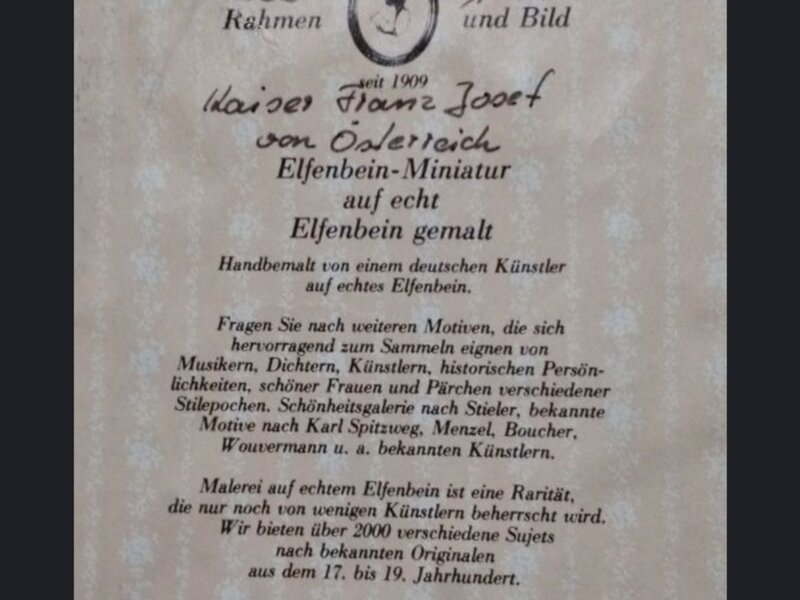 Rahmen und Bild
seit 1909
Kaiser Franz Josef
von Österreich
Elfenbein-Miniatur
auf echt
Elfenbein gemalt
Handbemalt von einem deutschen Künstler
auf echtes Elfenbein.
Fragen Sie nach weiteren Motiven, die sich
hervorragend zum Sammeln eignen von
Musikern, Dichtern, Künstlern, historischen Persön-
lichkeiten, schöner Frauen und Pärchen verschiedener
Stilepochen. Schönheitsgalerie nach Stieler, bekannte
Motive nach Karl Spitzweg, Menzel, Boucher,
Wouvermann u. a. bekannten Künstlern.
Malerei auf echtem Elfenbein ist eine Rarität,
die nur noch von wenigen Künstlern beherrscht wird.
Wir bieten über 2000 verschiedene Sujets
nach bekannten Originalen
aus dem 17. bis 19. Jahrhundert.